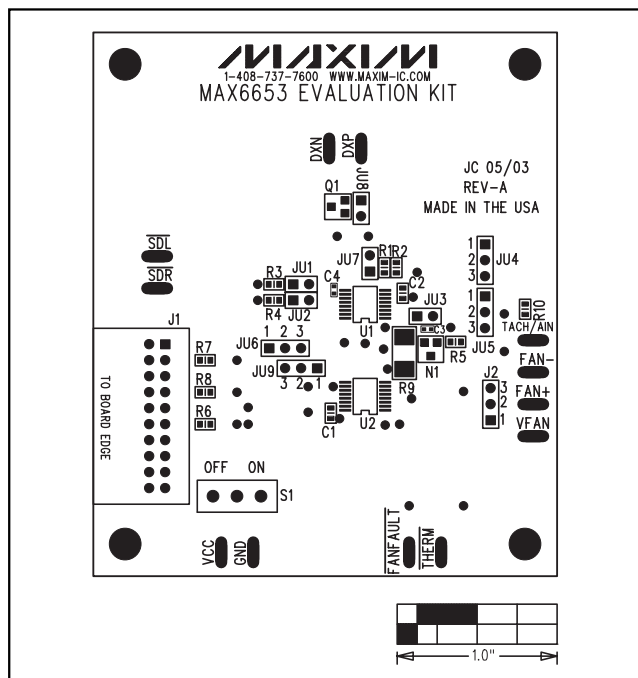 MAXIM
1-408-737-7600 WWW.MAXIM-IC.COM
MAX6653 EVALUATION KIT
DXN
DXP
JC 05/03
REV-A
MADE IN THE USA
Q1
JU8
SDL
SDR
JU7
R1 R2
1
2
3
JU4
R3
JU1
C4
C2
R4
JU2
U1
JU3
1
2
3
JU5
R10
TACH/AIN
J1
JU6
1 2 3
C3
R5
R7
JU9
3 2 1
R9
N1
FAN-
J2
3
2
1
FAN+
R8
VFAN
R6
C1
U2
TO BOARD EDGE
OFF ON
S1
VCC
GND
FANFAULT
THERM
1.0"